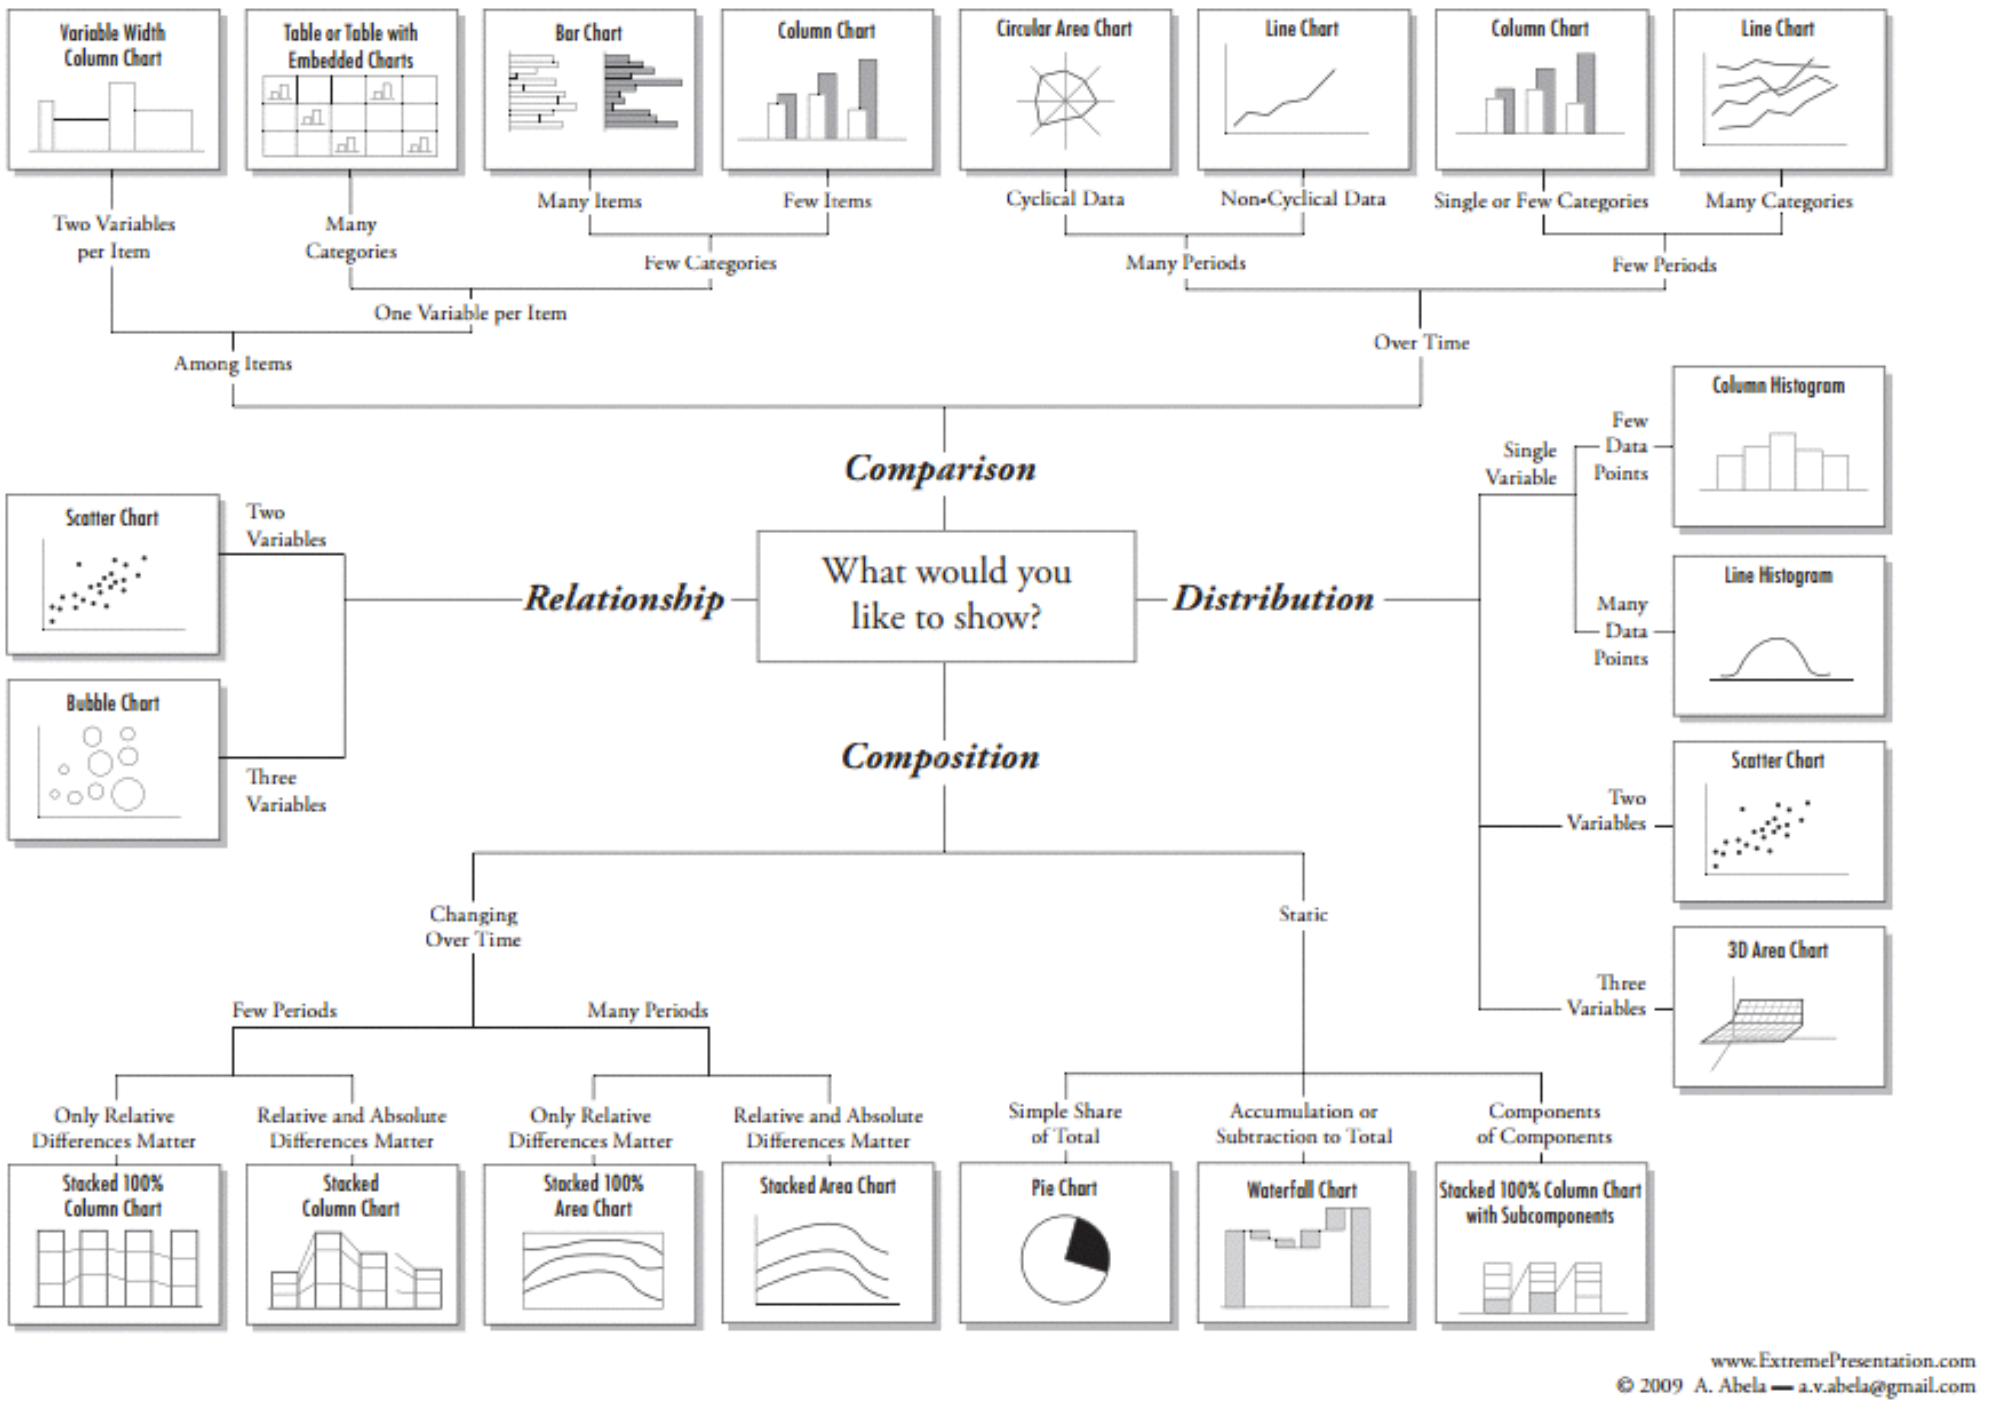 Variable Width
Column Chart
Table or Table with
Embedded Charts
Bar Chart
Column Chart
Circular Area Chart
Line Chart
Column Chart
Line Chart
Two Variables
per Item
Many
Categories
Many Items
Few Items
Cyclical Data
Non-Cyclical Data
Single or Few Categories
Many Categories
Few Categories
Many Periods
Few Periods
One Variable per Item
Among Items
Over Time
Comparison
What would you
like to show?
Relationship
Two
Variables
Scatter Chart
Three
Variables
Bubble Chart
Distribution
Single
Variable
Few
Data
Points
Column Histogram
Many
Data
Points
Line Histogram
Two
Variables
Scatter Chart
Three
Variables
3D Area Chart
Composition
Changing
Over Time
Static
Few Periods
Many Periods
Only Relative
Differences Matter
Relative and Absolute
Differences Matter
Only Relative
Differences Matter
Relative and Absolute
Differences Matter
Simple Share
of Total
Accumulation or
Subtraction to Total
Components
of Components
Stacked 100%
Column Chart
Stacked
Column Chart
Stacked 100%
Area Chart
Stacked Area Chart
Pie Chart
Waterfall Chart
Stacked 100% Column Chart
with Subcomponents
www.ExtremePresentation.com
© 2009 A. Abela — a.v.abela@gmail.com